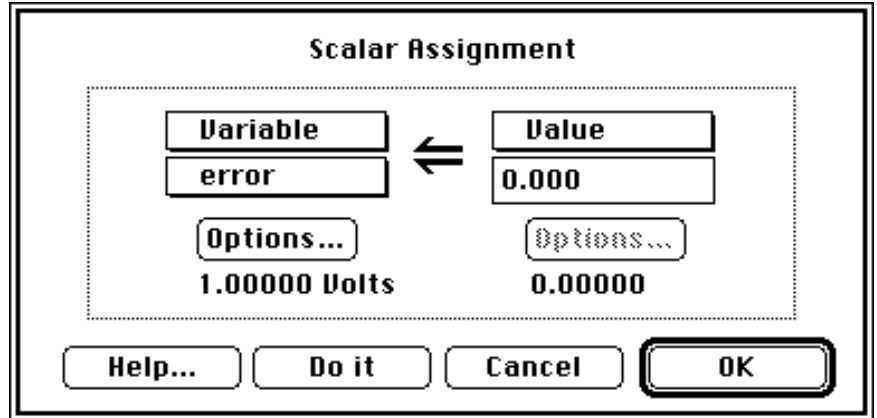 Scalar Assignment
Variable
Value
error
0.000
Options...
Options...
1.00000 Volts
0.00000
Help...
Do it
Cancel
OK